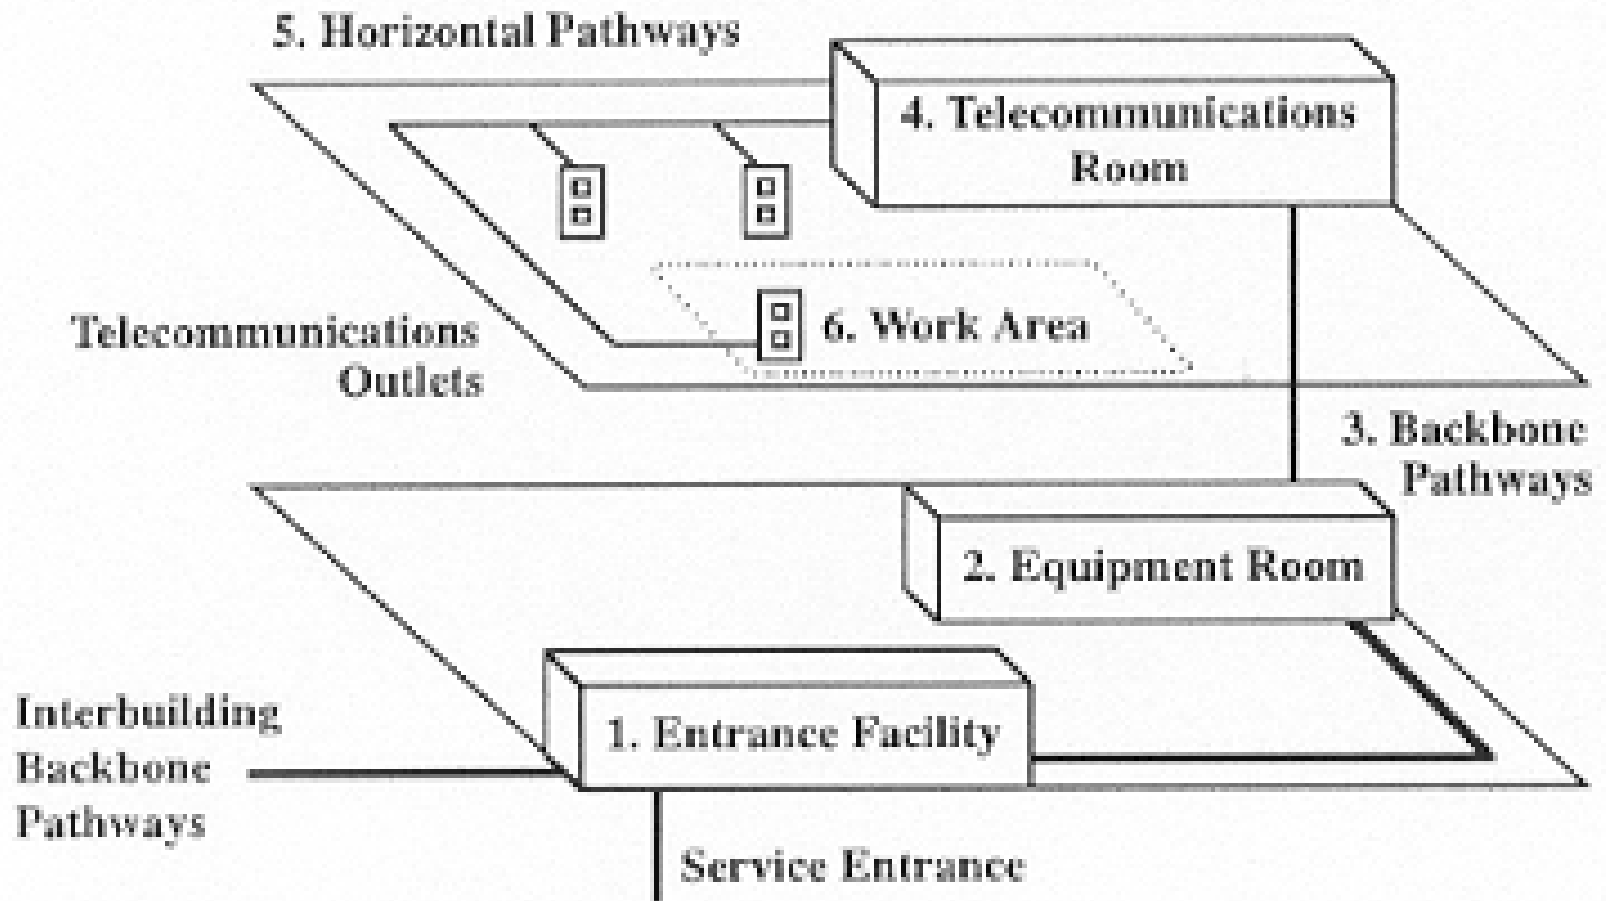 5. Horizontal Pathways
4. Telecommunications
Room
Telecommunications
Outlets
6. Work Area
3. Backbone
Pathways
2. Equipment Room
Interbuilding
Backbone
Pathways
1. Entrance Facility
Service Entrance